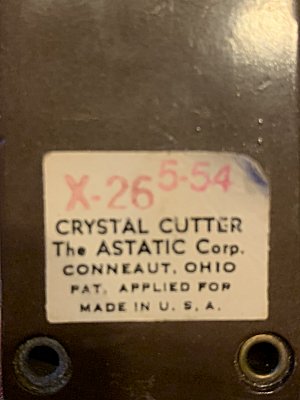 X-26 5-54
CRYSTAL CUTTER
The ASTATIC Corp.
CONNEAUT, OHIO
PAT. APPLIED FOR
MADE IN U. S. A.